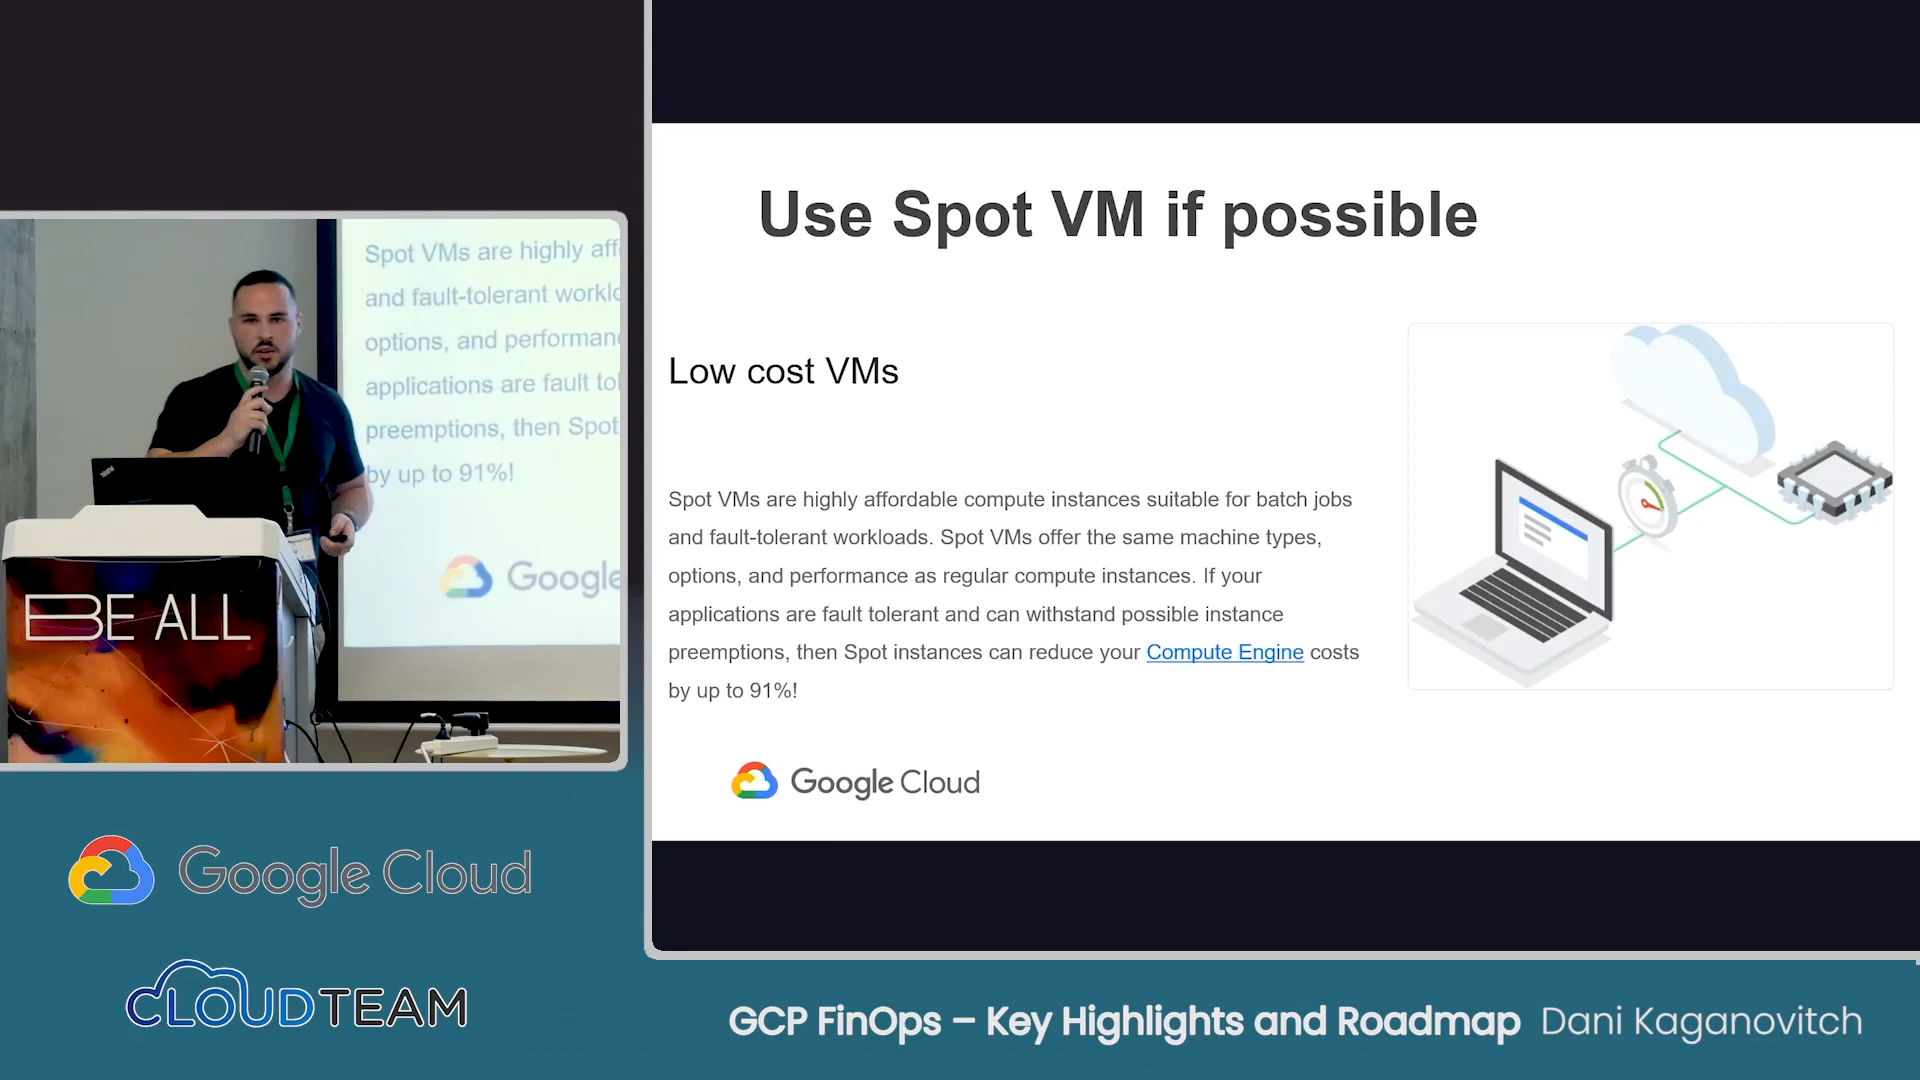 Spot VMs are highly aff
and fault-tolerant worklo
options, and performan
applications are fault tol
preemptions, then Spot
by up to 91%!
Google
BE ALL
Google Cloud
CLOUDTEAM
Use Spot VM if possible
Low cost VMs
Spot VMs are highly affordable compute instances suitable for batch jobs
and fault-tolerant workloads. Spot VMs offer the same machine types,
options, and performance as regular compute instances. If your
applications are fault tolerant and can withstand possible instance
preemptions, then Spot instances can reduce your Compute Engine costs
by up to 91%!
Google Cloud
GCP FinOps – Key Highlights and Roadmap Dani Kaganovitch